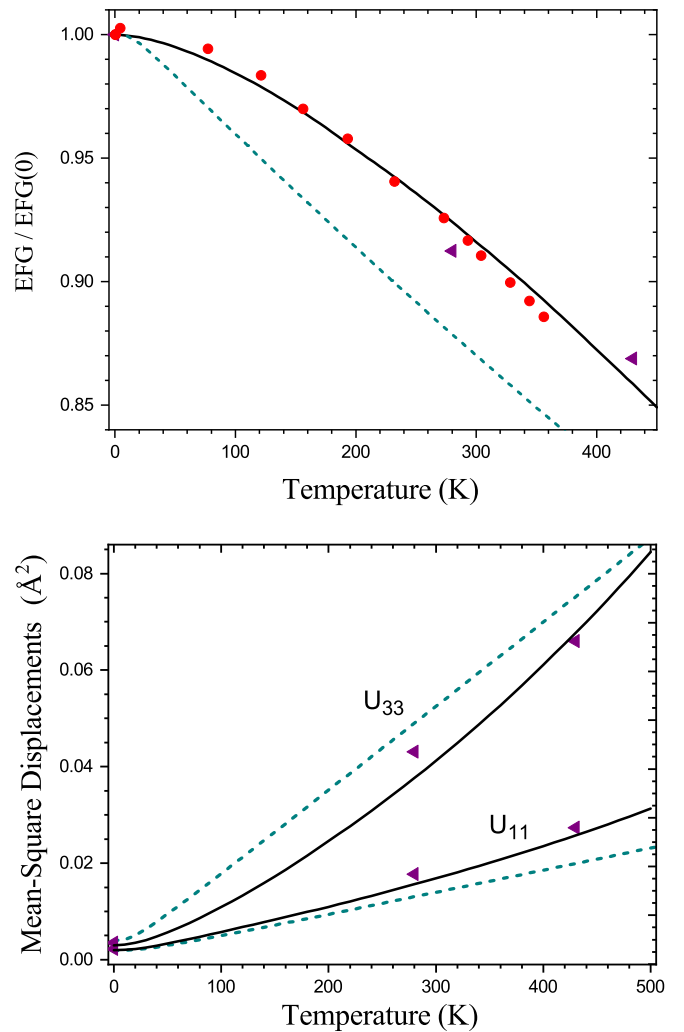 1.00
0.95
0.90
0.85
EFG / EFG(0)
0 100 200 300 400
Temperature (K)
0.08
0.06
0.04
0.02
0.00
Mean-Square Displacements (Å²)
U₃₃
U₁₁
0 100 200 300 400 500
Temperature (K)